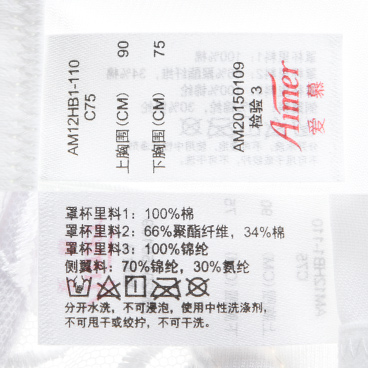 AM12HB1-110
C75
上胸围(CM) 90
下胸围(CM) 75
AM20150109
检验 3
Aimer
爱慕
罩杯里料1：100%棉
罩杯里料2：66%聚酯纤维，34%棉
罩杯里料3：100%锦纶
侧翼料：70%锦纶，30%氨纶
分开水洗，不可浸泡，使用中性洗涤剂，
不可甩干或绞拧，不可干洗。